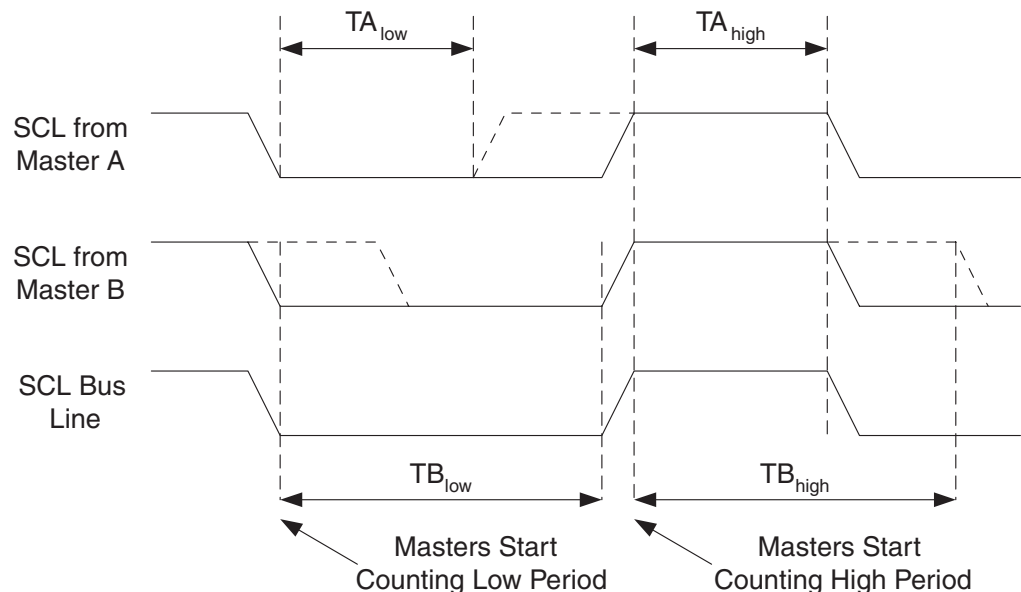 TA low
TA high
SCL from
Master A
SCL from
Master B
SCL Bus
Line
TB low
TB high
Masters Start
Counting Low Period
Masters Start
Counting High Period